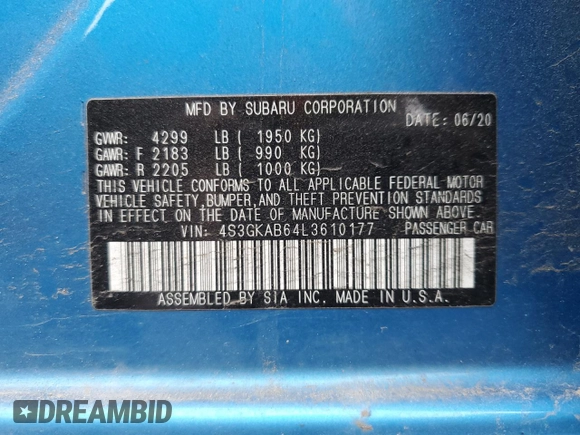 MFD BY SUBARU CORPORATION
DATE: 06/20
GVWR: 4299 LB ( 1950 KG)
GAWR: F 2183 LB ( 990 KG)
GAWR: R 2205 LB ( 1000 KG)
THIS VEHICLE CONFORMS TO ALL APPLICABLE FEDERAL MOTOR
VEHICLE SAFETY,BUMPER,AND THEFT PREVENTION STANDARDS
IN EFFECT ON THE DATE OF MANUFACTURE SHOWN ABOVE.
VIN: 4S3GKAB64L3610177 PASSENGER CAR
ASSEMBLED BY SIA INC. MADE IN U.S.A.
DREAMBID